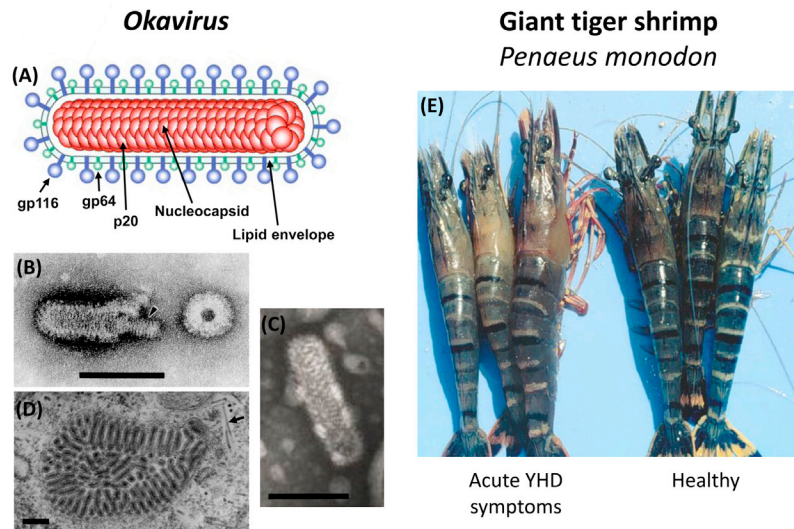 Okavirus
(A)
gp116
gp64
p20
Nucleocapsid
Lipid envelope
(B)
(C)
(D)
Giant tiger shrimp
Penaeus monodon
(E)
Acute YHD
symptoms
Healthy